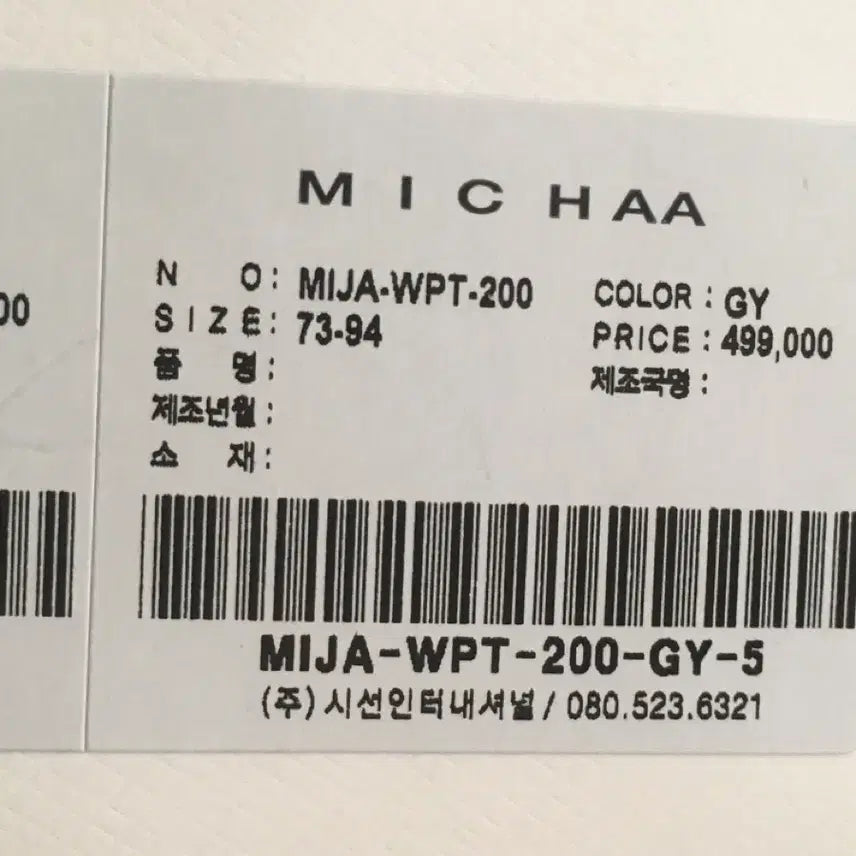 MICHAA
N O: MIJA-WPT-200
COLOR : GY
SIZE: 73-94
PRICE : 499,000
품 명 :
제조국명 :
제조년월 :
소 재 :
00
MIJA-WPT-200-GY-5
(주)시선인터내셔널/ 080.523.6321